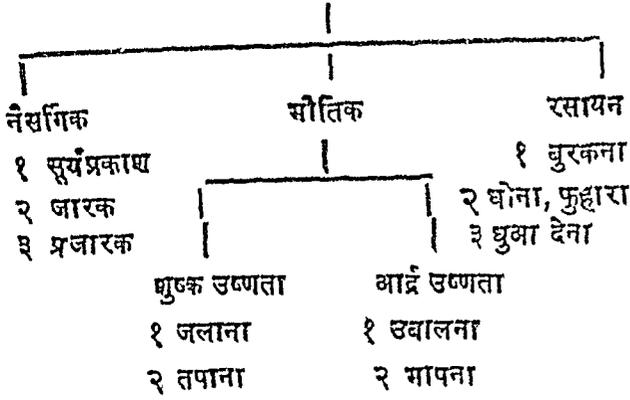 नैसर्गिक भौतिक रसायन
१ सूर्यप्रकाश १ बुरकना
२ जारक २ धोना, फुहारा
३ प्रजारक ३ धुआ देना
शुष्क उष्णता आर्द्र उष्णता
१ जलाना १ उबालना
२ तपाना २ भापना